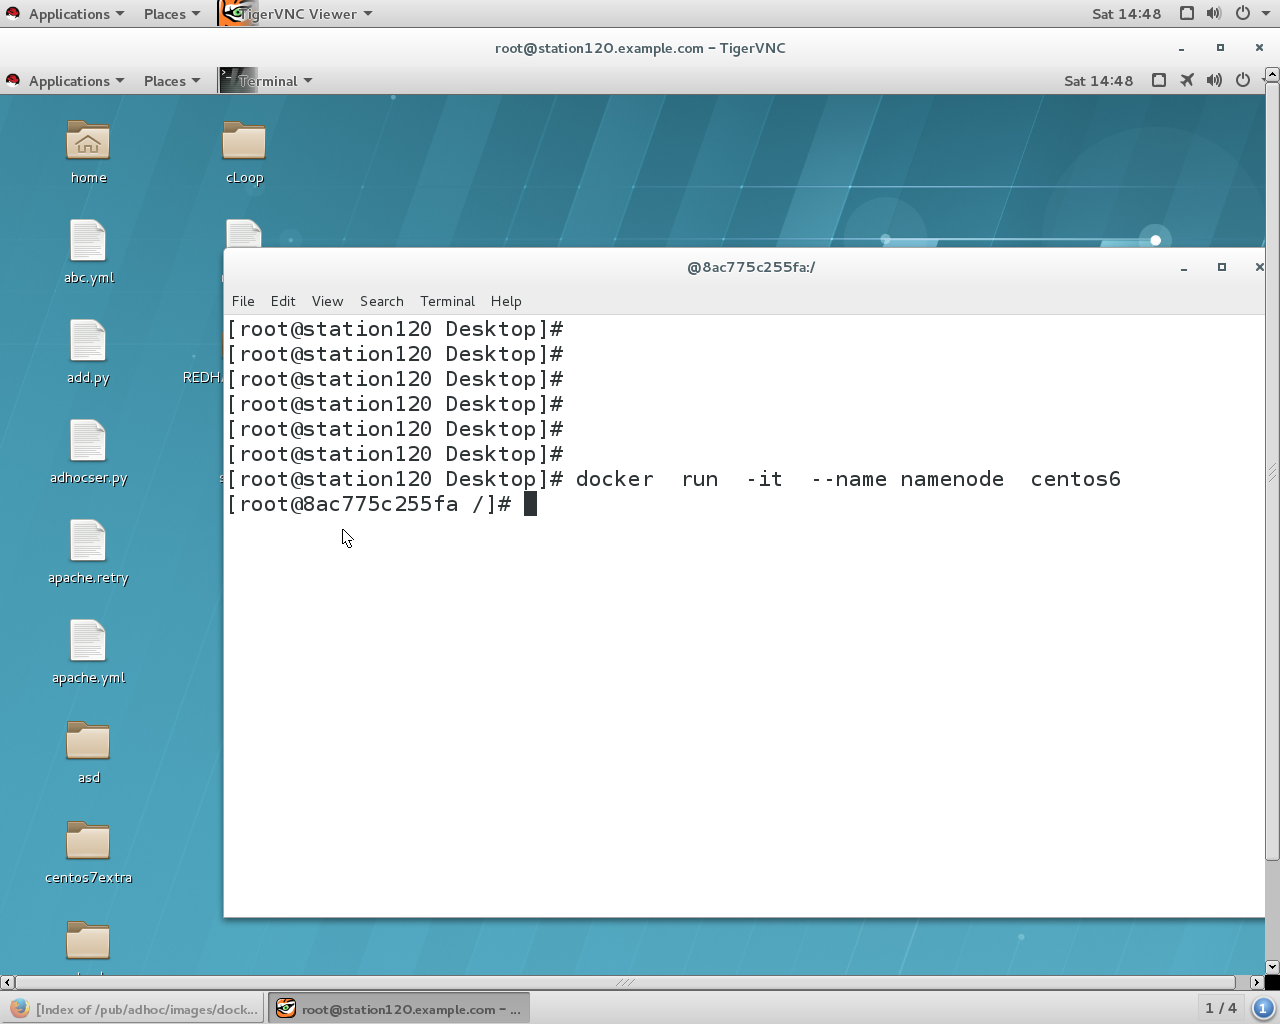 Applications Places TigerVNC Viewer Sat 14:48
root@station120.example.com - TigerVNC
Applications Places Terminal Sat 14:48
home
cLoop
abc.yml
add.py
adhocser.py
apache.retry
apache.yml
asd
centos7extra
@8ac775c255fa:/
File Edit View Search Terminal Help
[root@station120 Desktop]#
[root@station120 Desktop]#
[root@station120 Desktop]#
[root@station120 Desktop]#
[root@station120 Desktop]#
[root@station120 Desktop]#
[root@station120 Desktop]# docker run -it --name namenode centos6
[root@8ac775c255fa /]#
[Index of /pub/adhoc/images/dock... root@station120.example.com - ... 1 / 4 1